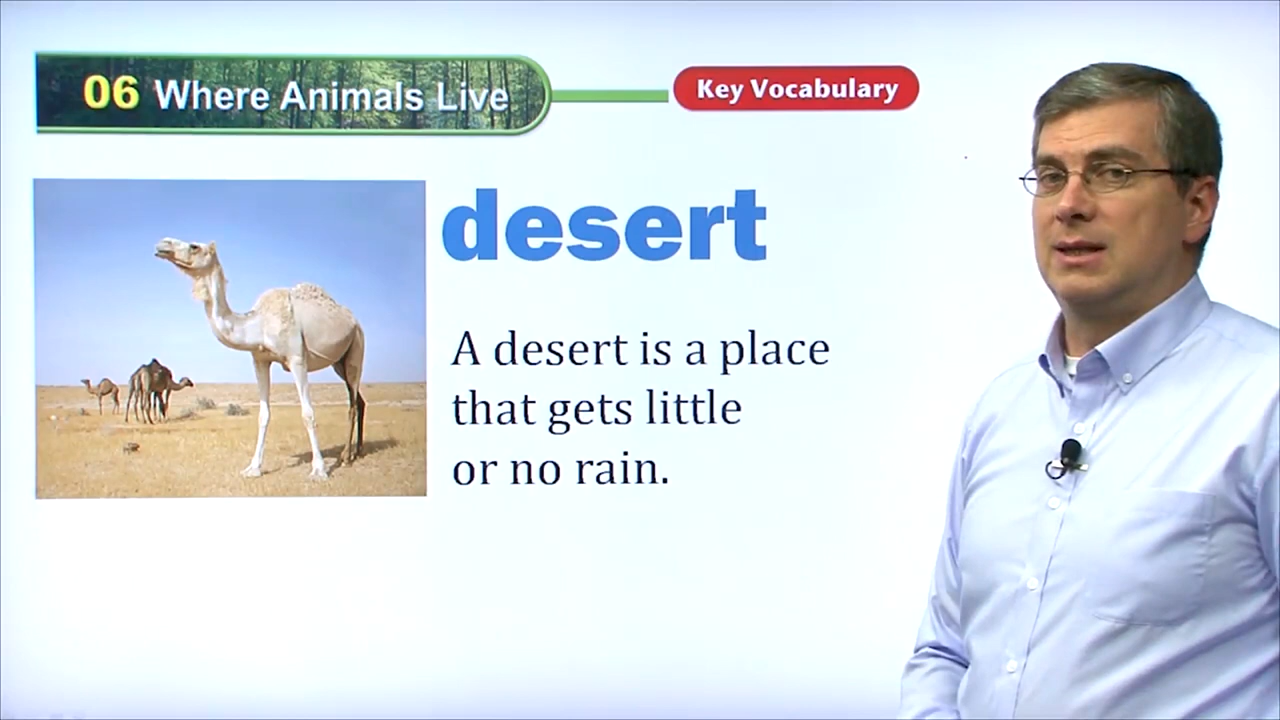 06 Where Animals Live
Key Vocabulary
desert
A desert is a place
that gets little
or no rain.